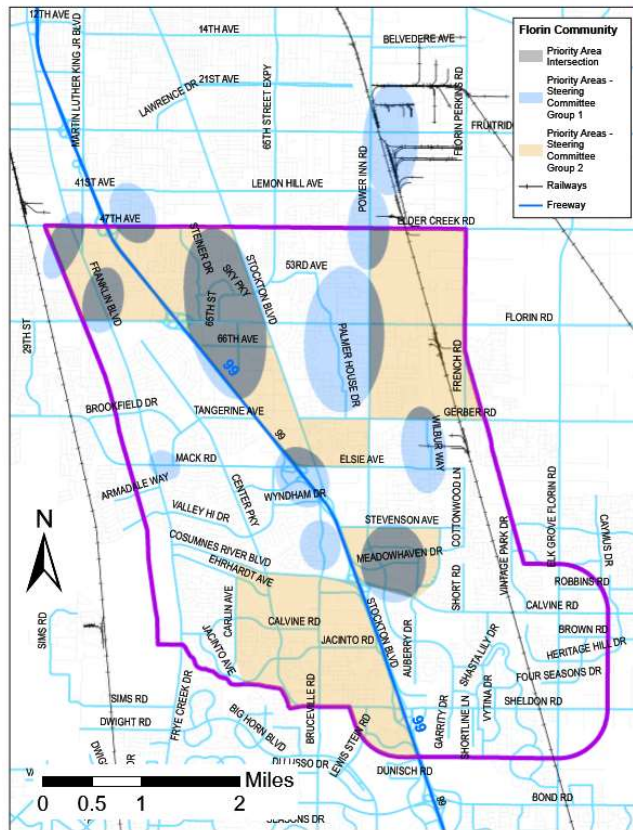 12TH AVE
14TH AVE
BELVEDERE AVE
MARTIN LUTHER KING JR BLVD
21ST AVE
LAWRENCE DR
65TH STREET EXPY
FLORIN PERKINS RD
FRUITRID
41ST AVE
LEMON HILL AVE
POWER INN RD
47TH AVE
ELDER CREEK RD
STEINER DR
SKY PKY
53RD AVE
FRANKLIN BLVD
65TH ST
STOCKTON BLVD
29TH ST
FLORIN RD
66TH AVE
PALMER HOUSE DR
99
FRENCH RD
BROOKFIELD DR
TANGERINE AVE
GERBER RD
99
WILBUR WAY
MACK RD
ELSIE AVE
ARMADALE WAY
CENTER PKY
WYNDHAM DR
COTTONWOOD LN
VALLEY HI DR
STEVENSON AVE
VINTAGE PARK DR
ELK GROVE FLORIN RD
CAYMUS DR
COSUMNES RIVER BLVD
MEADOWHAVEN DR
EHRHARDT AVE
SHORT RD
ROBBINS RD
CARLIN AVE
STOCKTON BLVD
CALVINE RD
CALVINE RD
BROWN RD
SIMS RD
JACINTO AVE
JACINTO RD
AUBERRY DR
SHASTA LILY DR
HERITAGE HILL DR
FOUR SEASONS DR
SIMS RD
FRYE CREEK DR
BRUCEVILLE RD
GARRITY DR
SHORTLINE LN
VYTINA DR
SHELDON RD
DWIGHT RD
BIG HORN BLVD
LEWIS STEIN RD
99
DI LUSSO DR
DUNISCH RD
99
BOND RD
N
0 0.5 1 2 Miles
Florin Community
Priority Area
Intersection
Priority Areas -
Steering
Committee
Group 1
Priority Areas -
Steering
Committee
Group 2
Railways
Freeway